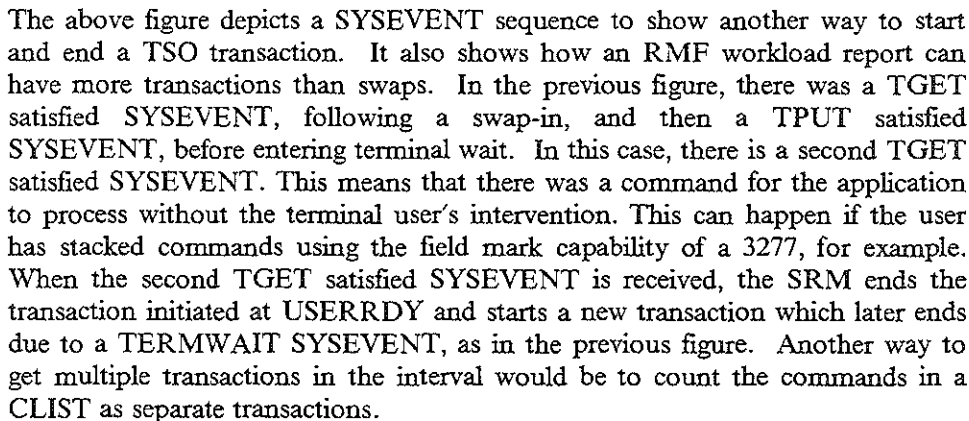 The above figure depicts a SYSEVENT sequence to show another way to start
and end a TSO transaction. It also shows how an RMF workload report can
have more transactions than swaps. In the previous figure, there was a TGET
satisfied SYSEVENT, following a swap-in, and then a TPUT satisfied
SYSEVENT, before entering terminal wait. In this case, there is a second TGET
satisfied SYSEVENT. This means that there was a command for the application
to process without the terminal user's intervention. This can happen if the user
has stacked commands using the field mark capability of a 3277, for example.
When the second TGET satisfied SYSEVENT is received, the SRM ends the
transaction initiated at USERRDY and starts a new transaction which later ends
due to a TERMWAIT SYSEVENT, as in the previous figure. Another way to
get multiple transactions in the interval would be to count the commands in a
CLIST as separate transactions.